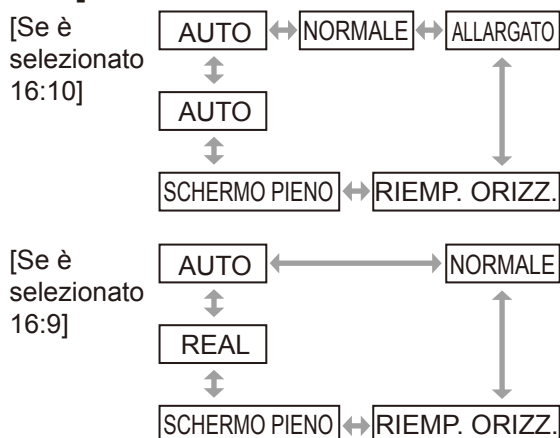 [Se è
selezionato
16:10]
AUTO
NORMALE
ALLARGATO
AUTO
SCHERMO PIENO
RIEMP. ORIZZ.
[Se è
selezionato
16:9]
AUTO
NORMALE
REAL
SCHERMO PIENO
RIEMP. ORIZZ.